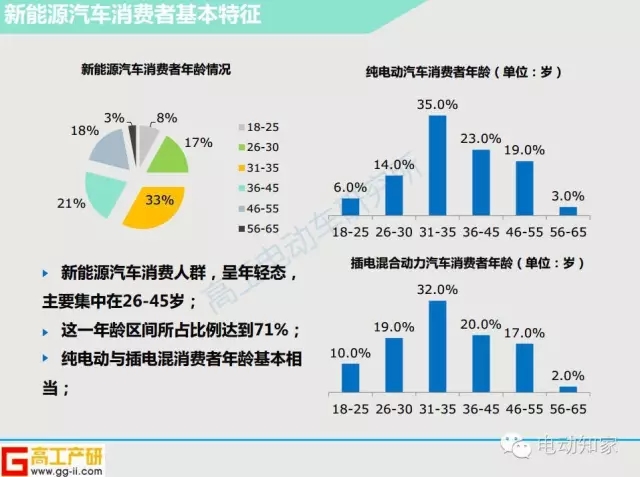 新能源汽车消费者基本特征
新能源汽车消费者年龄情况
3%
8%
18%
17%
21%
33%
18-25
26-30
31-35
36-45
46-55
56-65
纯电动汽车消费者年龄（单位：岁）
35.0%
23.0%
19.0%
14.0%
6.0%
3.0%
18-25 26-30 31-35 36-45 46-55 56-65
插电混合动力汽车消费者年龄（单位：岁）
32.0%
19.0%
20.0%
17.0%
10.0%
2.0%
18-25 26-30 31-35 36-45 46-55 56-65
新能源汽车消费人群，呈年轻态，
主要集中在26-45岁；
这一年龄区间所占比例达到71%；
纯电动与插电混消费者年龄基本相
当；
高工电动车研究所
G 高工产研
www.gg-ii.com
电动知家